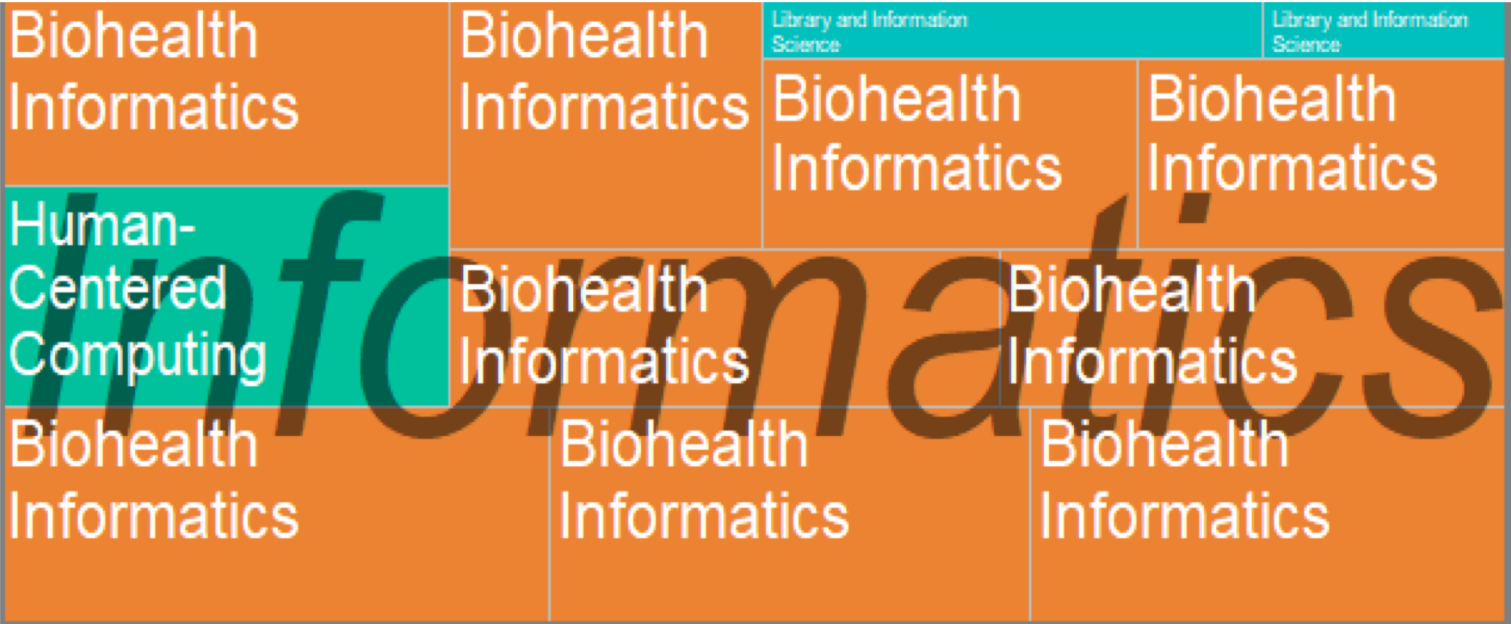 Biohealth
Informatics
Biohealth
Informatics
Library and Information
Science
Library and Information
Science
Biohealth
Informatics
Biohealth
Informatics
Human-
Centered
Computing
Informatics
Biohealth
Informatics
Biohealth
Informatics
Biohealth
Informatics
Biohealth
Informatics
Biohealth
Informatics